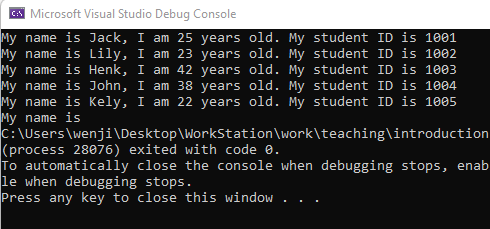 Microsoft Visual Studio Debug Console
My name is Jack, I am 25 years old. My student ID is 1001
My name is Lily, I am 23 years old. My student ID is 1002
My name is Henk, I am 42 years old. My student ID is 1003
My name is John, I am 38 years old. My student ID is 1004
My name is Kely, I am 22 years old. My student ID is 1005
My name is
C:\Users\wenji\Desktop\WorkStation\work\teaching\introduction
(process 28076) exited with code 0.
To automatically close the console when debugging stops, enab
le when debugging stops.
Press any key to close this window . . .